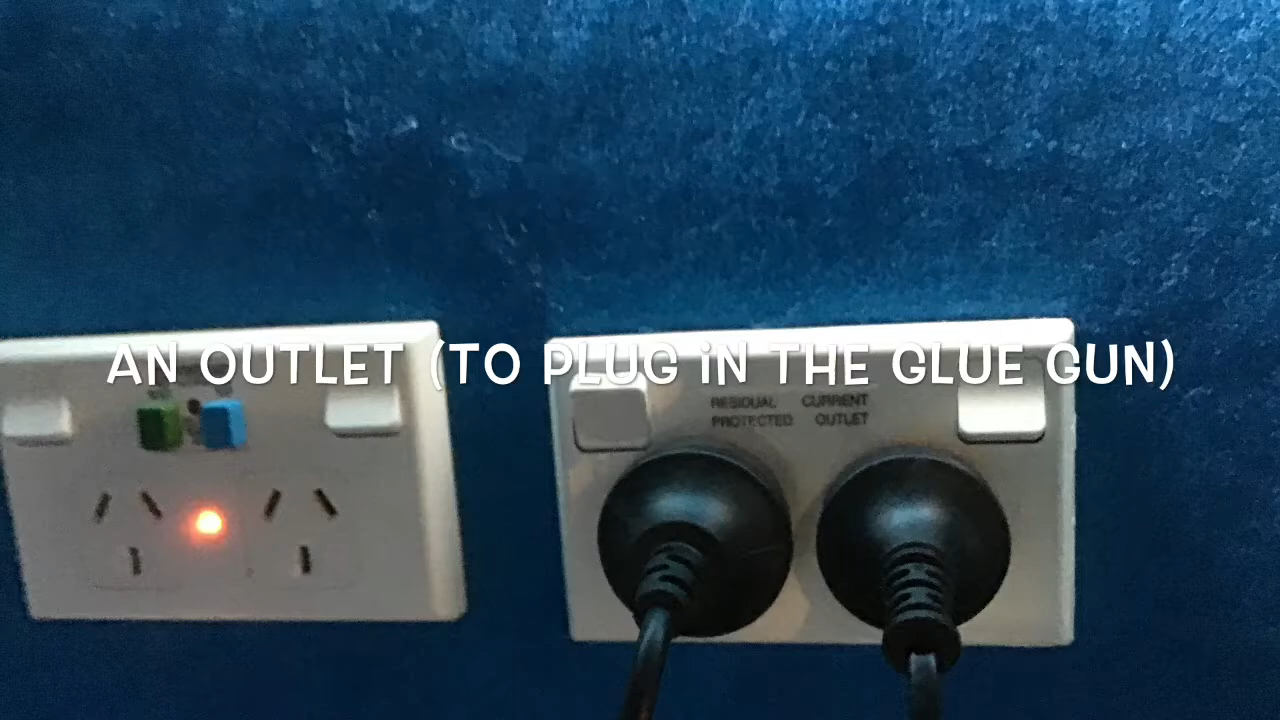 AN OUTLET (TO PLUG iN THE GLUE GUN)
RESIDUAL CURRENT
PROTECTED OUTLET